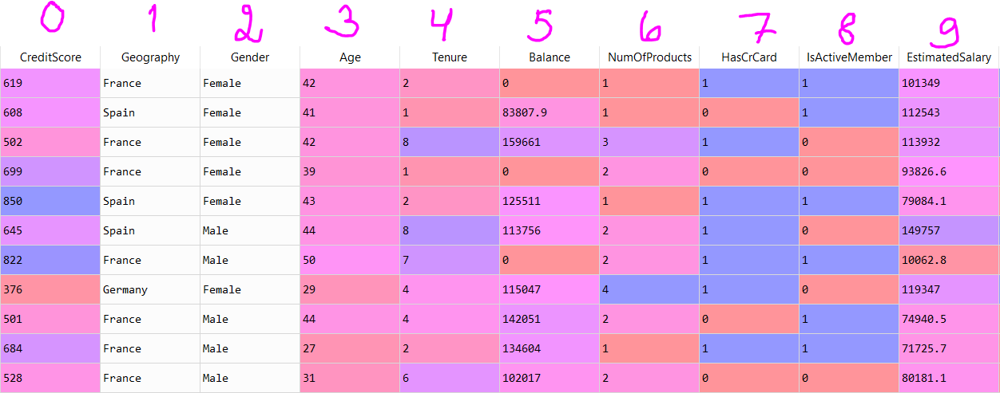 0 1 2 3 4 5 6 7 8 9
CreditScore Geography Gender Age Tenure Balance NumOfProducts HasCrCard IsActiveMember EstimatedSalary
619 France Female 42 2 0 1 1 1 101349
608 Spain Female 41 1 83807.9 1 0 1 112543
502 France Female 42 8 159661 3 1 0 113932
699 France Female 39 1 0 2 0 0 93826.6
850 Spain Female 43 2 125511 1 1 1 79084.1
645 Spain Male 44 8 113756 2 1 0 149757
822 France Male 50 7 0 2 1 1 10062.8
376 Germany Female 29 4 115047 4 1 0 119347
501 France Male 44 4 142051 2 0 1 74940.5
684 France Male 27 2 134604 1 1 1 71725.7
528 France Male 31 6 102017 2 0 0 80181.1